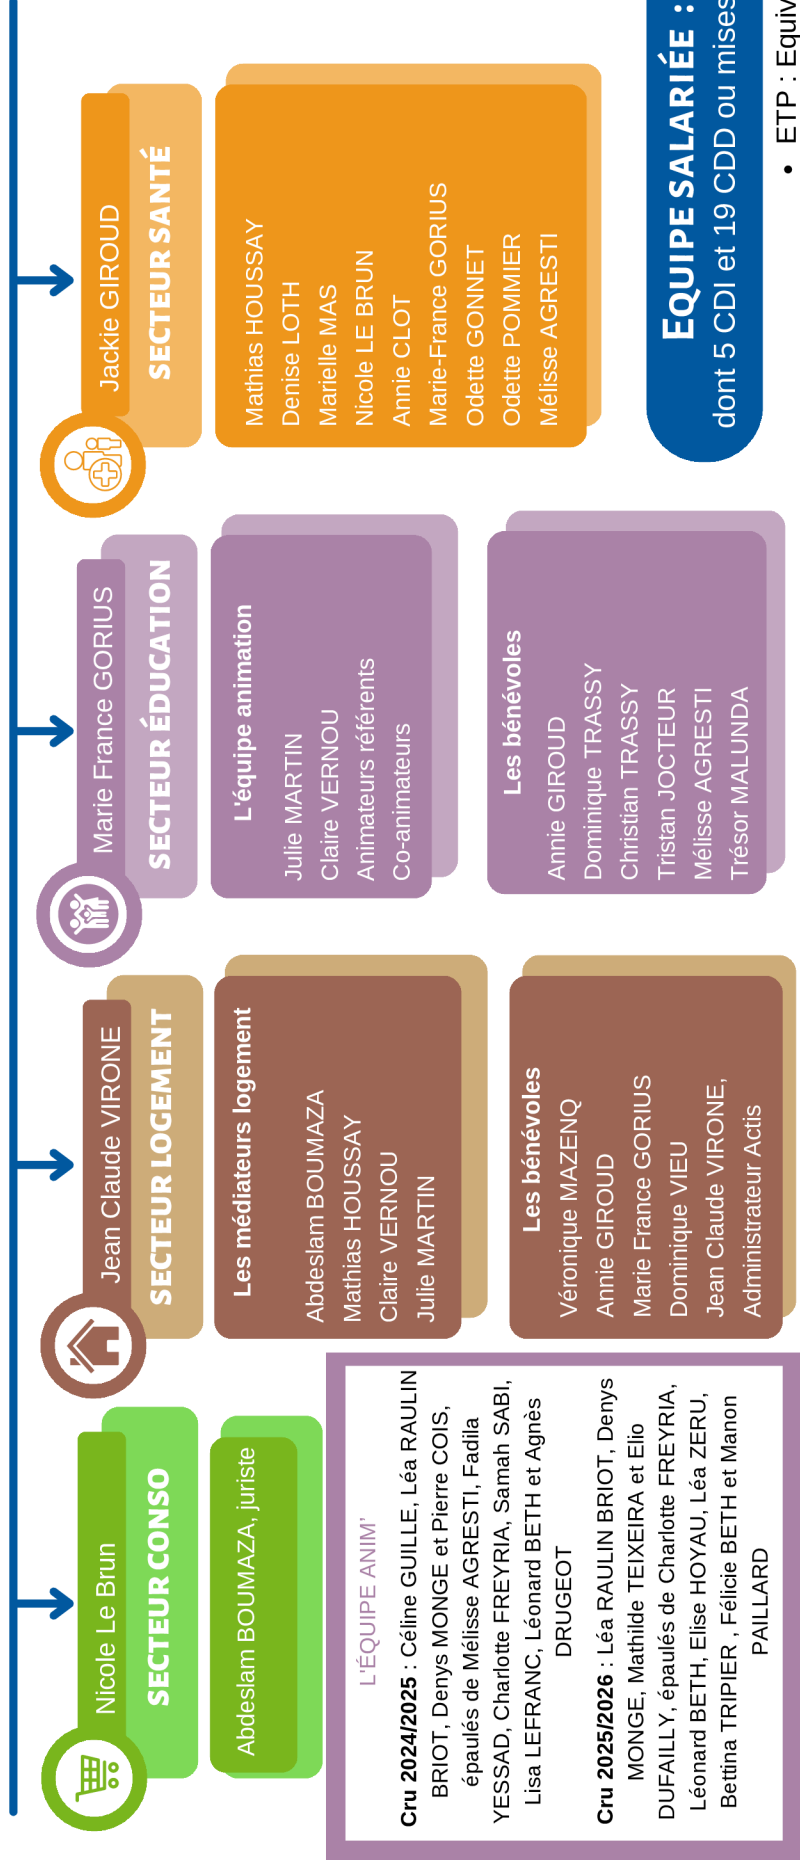 Nicole Le Brun
SECTEUR CONSO
Abdeslam BOUMAZA, juriste
Jean Claude VIRONE
SECTEUR LOGEMENT
Les médiateurs logement
Abdeslam BOUMAZA
Mathias HOUSSAY
Claire VERNOU
Julie MARTIN
Les bénévoles
Véronique MAZENQ
Annie GIROUD
Marie France GORIUS
Dominique VIEU
Jean Claude VIRONE,
Administrateur Actis
Marie France GORIUS
SECTEUR ÉDUCATION
L'équipe animation
Julie MARTIN
Claire VERNOU
Animateurs référents
Co-animateurs
Les bénévoles
Annie GIROUD
Dominique TRASSY
Christian TRASSY
Tristan JOCTEUR
Mélisse AGRESTI
Trésor MALUNDA
Jackie GIROUD
SECTEUR SANTÉ
Mathias HOUSSAY
Denise LOTH
Marielle MAS
Nicole LE BRUN
Annie CLOT
Marie-France GORIUS
Odette GONNET
Odette POMMIER
Mélisse AGRESTI
L'ÉQUIPE ANIM'
Cru 2024/2025 : Céline GUILLE, Léa RAULIN
BRIOT, Denys MONGE et Pierre COIS,
épaulés de Mélisse AGRESTI, Fadila
YESSAD, Charlotte FREYRIA, Samah SABI,
Lisa LEFRANC, Léonard BETH et Agnès
DRUGEOT
Cru 2025/2026 : Léa RAULIN BRIOT, Denys
MONGE, Mathilde TEIXEIRA et Elio
DUFAILLY, épaulés de Charlotte FREYRIA,
Léonard BETH, Elise HOYAU, Léa ZERU,
Bettina TRIPIER , Félicie BETH et Manon
PAILLARD
EQUIPE SALARIÉE :
dont 5 CDI et 19 CDD ou mises
• ETP : Equiv